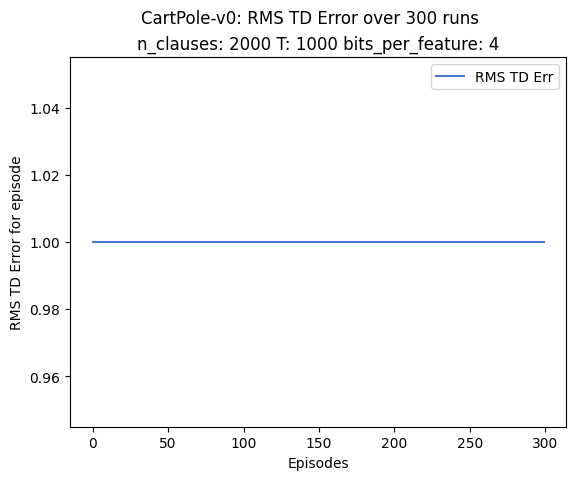 CartPole-v0: RMS TD Error over 300 runs
n_clauses: 2000 T: 1000 bits_per_feature: 4
RMS TD Err
RMS TD Error for episode
1.04
1.02
1.00
0.98
0.96
0 50 100 150 200 250 300
Episodes